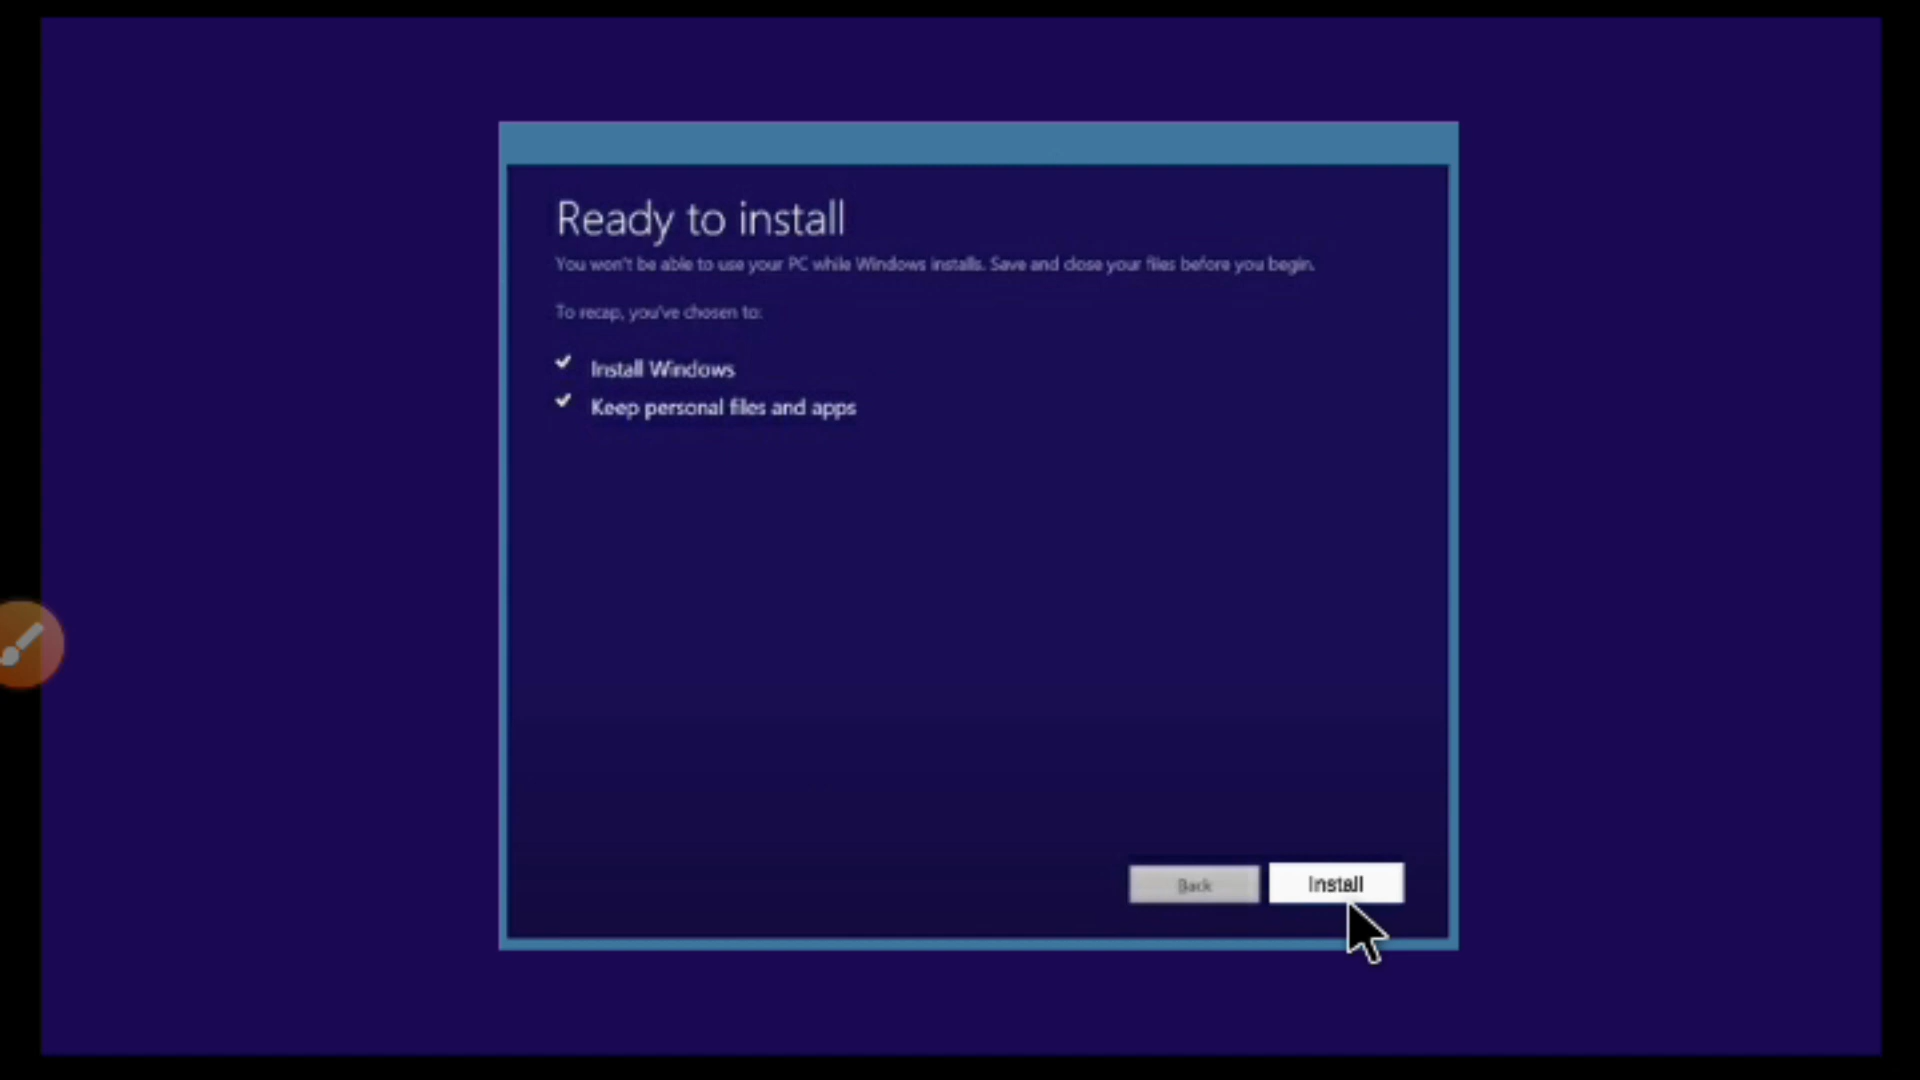 Ready to install
You won't be able to use your PC while Windows installs. Save and close your files before you begin.
To recap, you've chosen to:
Install Windows
Keep personal files and apps
Back
Install